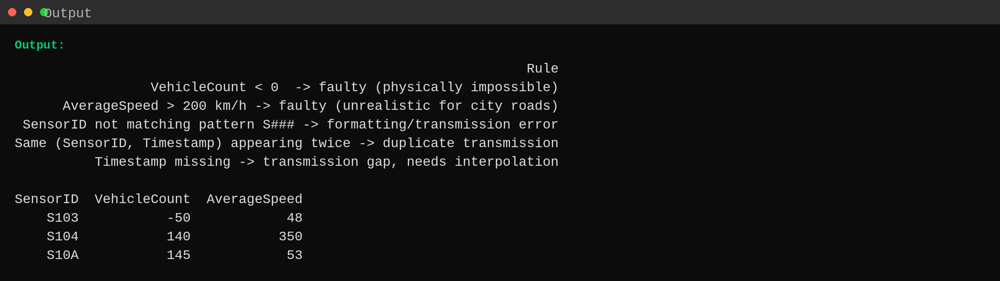 Output
Output:
Rule
VehicleCount < 0  -> faulty (physically impossible)
AverageSpeed > 200 km/h -> faulty (unrealistic for city roads)
SensorID not matching pattern S### -> formatting/transmission error
Same (SensorID, Timestamp) appearing twice -> duplicate transmission
Timestamp missing -> transmission gap, needs interpolation
SensorID  VehicleCount  AverageSpeed
S103           -50            48
S104           140           350
S10A           145            53